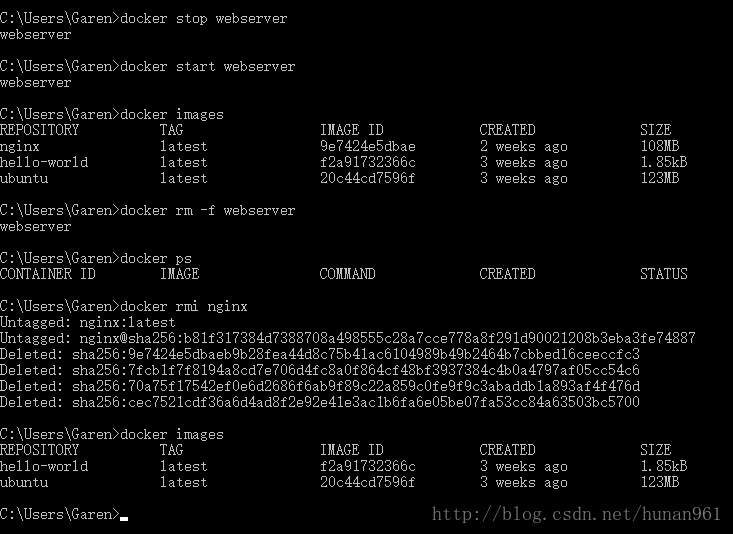 C:\Users\Garen>docker stop webserver
webserver
C:\Users\Garen>docker start webserver
webserver
C:\Users\Garen>docker images
REPOSITORY TAG IMAGE ID CREATED SIZE
nginx latest 9e7424e5dbae 2 weeks ago 108MB
hello-world latest f2a91732366c 3 weeks ago 1.85kB
ubuntu latest 20c44cd7596f 3 weeks ago 123MB
C:\Users\Garen>docker rm -f webserver
webserver
C:\Users\Garen>docker ps
CONTAINER ID IMAGE COMMAND CREATED STATUS
C:\Users\Garen>docker rmi nginx
Untagged: nginx:latest
Untagged: nginx@sha256:b81f317384d7388708a498555c28a7cce778a8f291d90021208b3eba3fe74887
Deleted: sha256:9e7424e5dbaeb9b28fea44d8c75b41ac6104989b49b2464b7cbbed16ceeccfc3
Deleted: sha256:7fcb1f7f8194a8cd7e706d4fc8a0f864cf48bf3937384c4b0a4797af05cc54c6
Deleted: sha256:70a75f17542ef0e6d2686f6ab9f89c22a859c0fe9f9c3abaddb1a893af4f476d
Deleted: sha256:cec7521cdf36a6d4ad8f2e92e41e3ac1b6fa6e05be07fa53cc84a63503bc5700
C:\Users\Garen>docker images
REPOSITORY TAG IMAGE ID CREATED SIZE
hello-world latest f2a91732366c 3 weeks ago 1.85kB
ubuntu latest 20c44cd7596f 3 weeks ago 123MB
C:\Users\Garen>
http://blog.csdn.net/hunan961